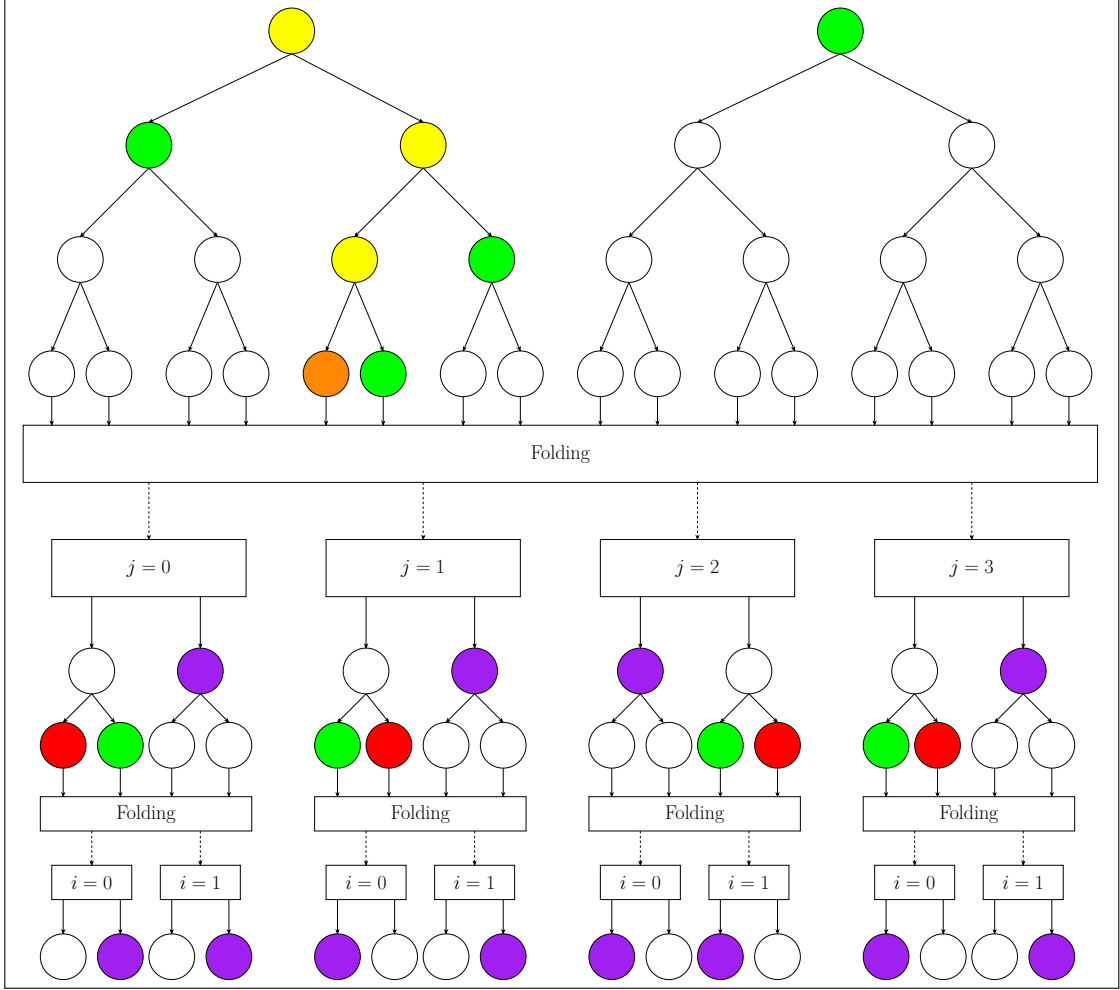 Folding
j = 0
j = 1
j = 2
j = 3
Folding
Folding
Folding
Folding
i = 0
i = 1
i = 0
i = 1
i = 0
i = 1
i = 0
i = 1